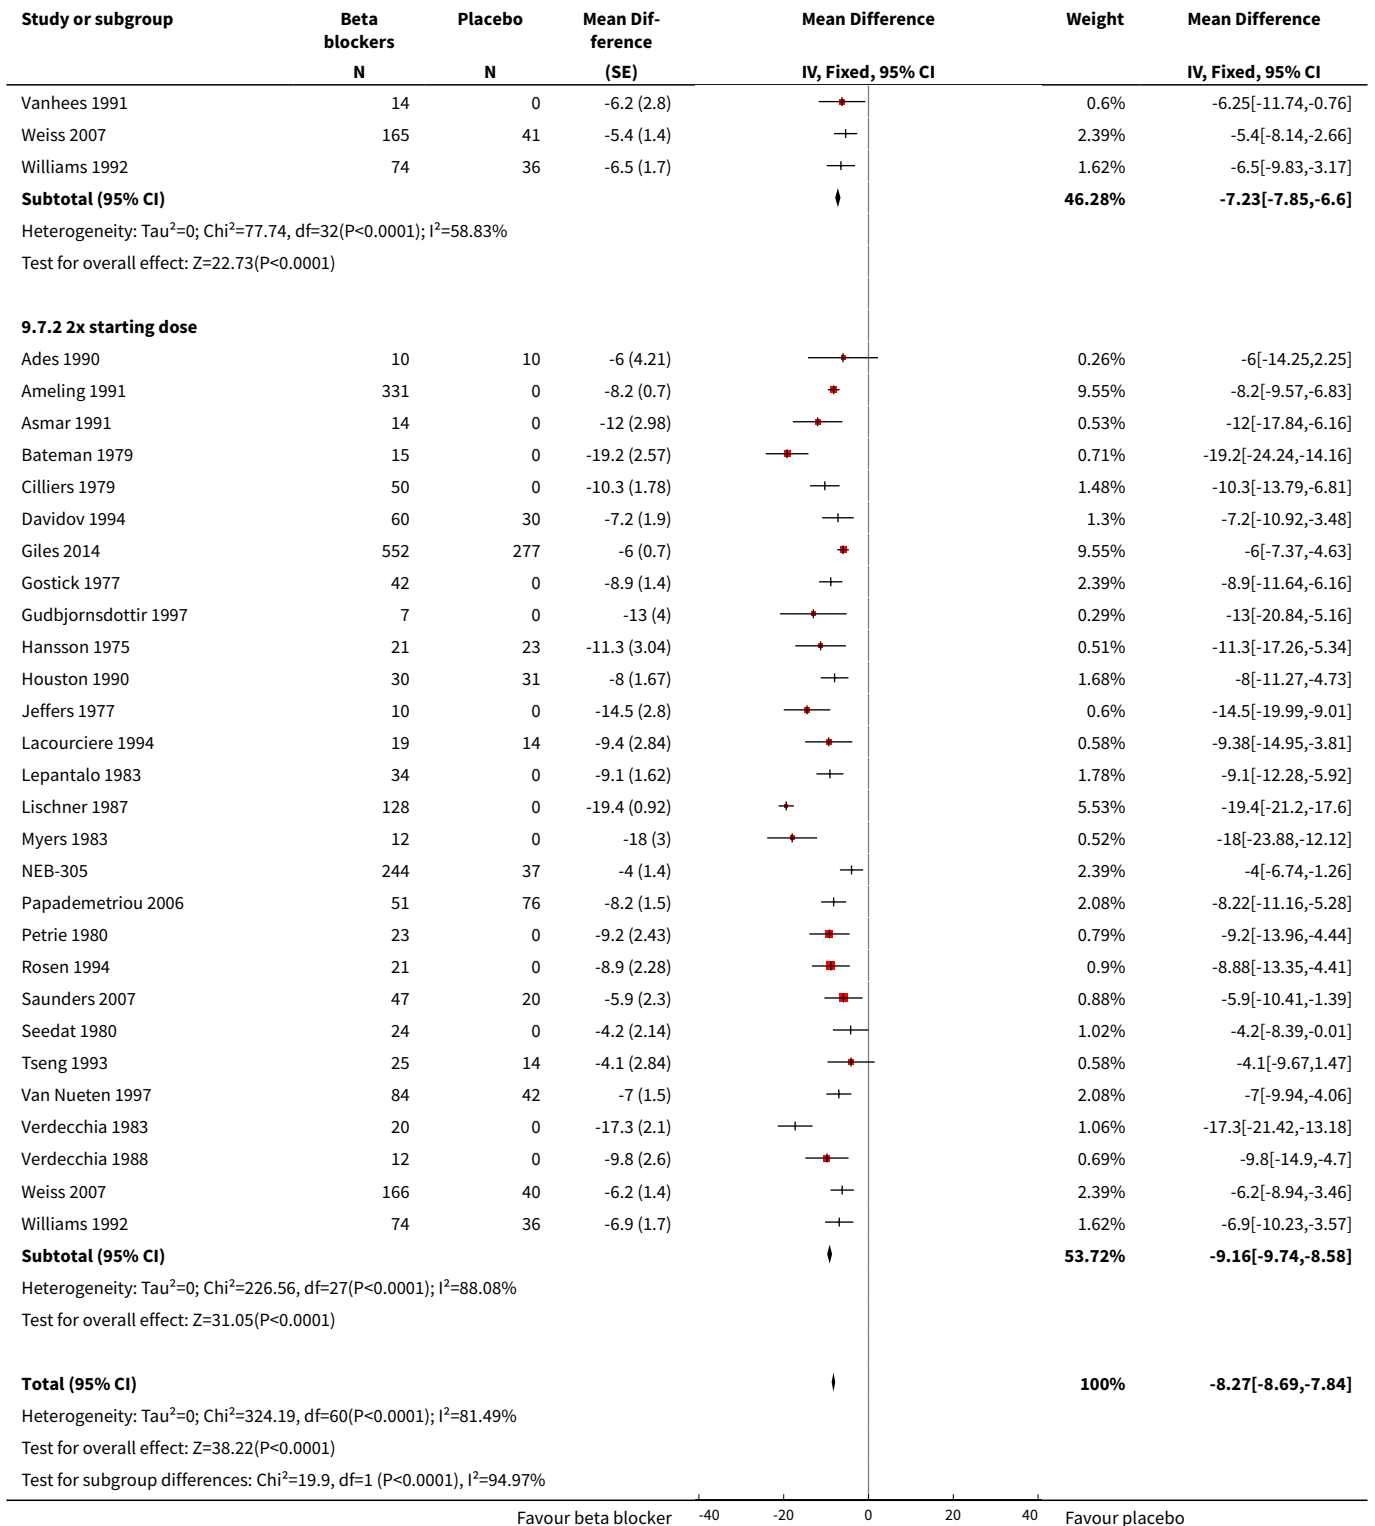 Study or subgroup Beta blockers Placebo Mean Dif-ference Mean Difference Weight Mean Difference
N N (SE) IV, Fixed, 95% CI IV, Fixed, 95% CI
Vanhees 1991 14 0 -6.2 (2.8) 0.6% -6.25[-11.74,-0.76]
Weiss 2007 165 41 -5.4 (1.4) 2.39% -5.4[-8.14,-2.66]
Williams 1992 74 36 -6.5 (1.7) 1.62% -6.5[-9.83,-3.17]
Subtotal (95% CI) 46.28% -7.23[-7.85,-6.6]
Heterogeneity: Tau²=0; Chi²=77.74, df=32(P<0.0001); I²=58.83%
Test for overall effect: Z=22.73(P<0.0001)
9.7.2 2x starting dose
Ades 1990 10 10 -6 (4.21) 0.26% -6[-14.25,2.25]
Ameling 1991 331 0 -8.2 (0.7) 9.55% -8.2[-9.57,-6.83]
Asmar 1991 14 0 -12 (2.98) 0.53% -12[-17.84,-6.16]
Bateman 1979 15 0 -19.2 (2.57) 0.71% -19.2[-24.24,-14.16]
Cilliers 1979 50 0 -10.3 (1.78) 1.48% -10.3[-13.79,-6.81]
Davidov 1994 60 30 -7.2 (1.9) 1.3% -7.2[-10.92,-3.48]
Giles 2014 552 277 -6 (0.7) 9.55% -6[-7.37,-4.63]
Gostick 1977 42 0 -8.9 (1.4) 2.39% -8.9[-11.64,-6.16]
Gudbjornsdottir 1997 7 0 -13 (4) 0.29% -13[-20.84,-5.16]
Hansson 1975 21 23 -11.3 (3.04) 0.51% -11.3[-17.26,-5.34]
Houston 1990 30 31 -8 (1.67) 1.68% -8[-11.27,-4.73]
Jeffers 1977 10 0 -14.5 (2.8) 0.6% -14.5[-19.99,-9.01]
Lacourciere 1994 19 14 -9.4 (2.84) 0.58% -9.38[-14.95,-3.81]
Lepantalo 1983 34 0 -9.1 (1.62) 1.78% -9.1[-12.28,-5.92]
Lischner 1987 128 0 -19.4 (0.92) 5.53% -19.4[-21.2,-17.6]
Myers 1983 12 0 -18 (3) 0.52% -18[-23.88,-12.12]
NEB-305 244 37 -4 (1.4) 2.39% -4[-6.74,-1.26]
Papademetriou 2006 51 76 -8.2 (1.5) 2.08% -8.22[-11.16,-5.28]
Petrie 1980 23 0 -9.2 (2.43) 0.79% -9.2[-13.96,-4.44]
Rosen 1994 21 0 -8.9 (2.28) 0.9% -8.88[-13.35,-4.41]
Saunders 2007 47 20 -5.9 (2.3) 0.88% -5.9[-10.41,-1.39]
Seedat 1980 24 0 -4.2 (2.14) 1.02% -4.2[-8.39,-0.01]
Tseng 1993 25 14 -4.1 (2.84) 0.58% -4.1[-9.67,1.47]
Van Nueten 1997 84 42 -7 (1.5) 2.08% -7[-9.94,-4.06]
Verdecchia 1983 20 0 -17.3 (2.1) 1.06% -17.3[-21.42,-13.18]
Verdecchia 1988 12 0 -9.8 (2.6) 0.69% -9.8[-14.9,-4.7]
Weiss 2007 166 40 -6.2 (1.4) 2.39% -6.2[-8.94,-3.46]
Williams 1992 74 36 -6.9 (1.7) 1.62% -6.9[-10.23,-3.57]
Subtotal (95% CI) 53.72% -9.16[-9.74,-8.58]
Heterogeneity: Tau²=0; Chi²=226.56, df=27(P<0.0001); I²=88.08%
Test for overall effect: Z=31.05(P<0.0001)
Total (95% CI) 100% -8.27[-8.69,-7.84]
Heterogeneity: Tau²=0; Chi²=324.19, df=60(P<0.0001); I²=81.49%
Test for overall effect: Z=38.22(P<0.0001)
Test for subgroup differences: Chi²=19.9, df=1 (P<0.0001), I²=94.97%
Favour beta blocker -40 -20 0 20 40 Favour placebo